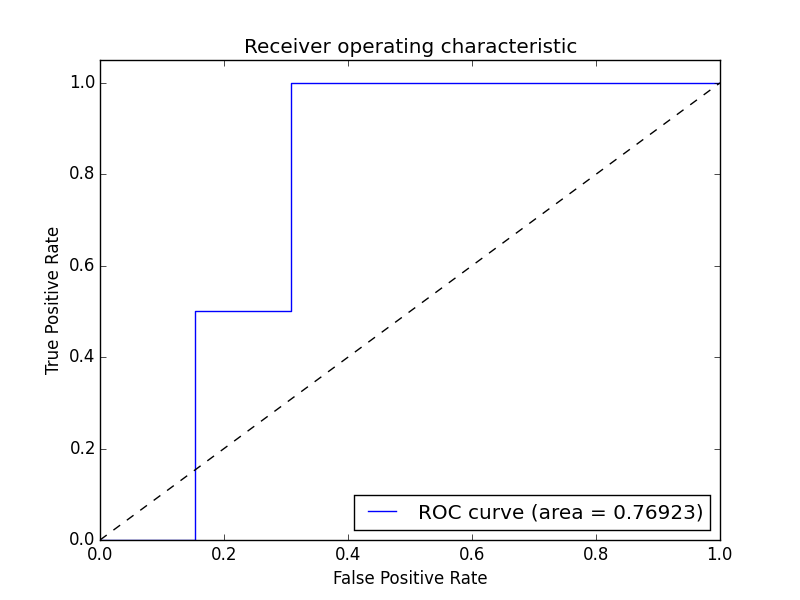 Receiver operating characteristic
1.0
0.8
0.6
0.4
0.2
0.0
True Positive Rate
ROC curve (area = 0.76923)
0.0 0.2 0.4 0.6 0.8 1.0
False Positive Rate